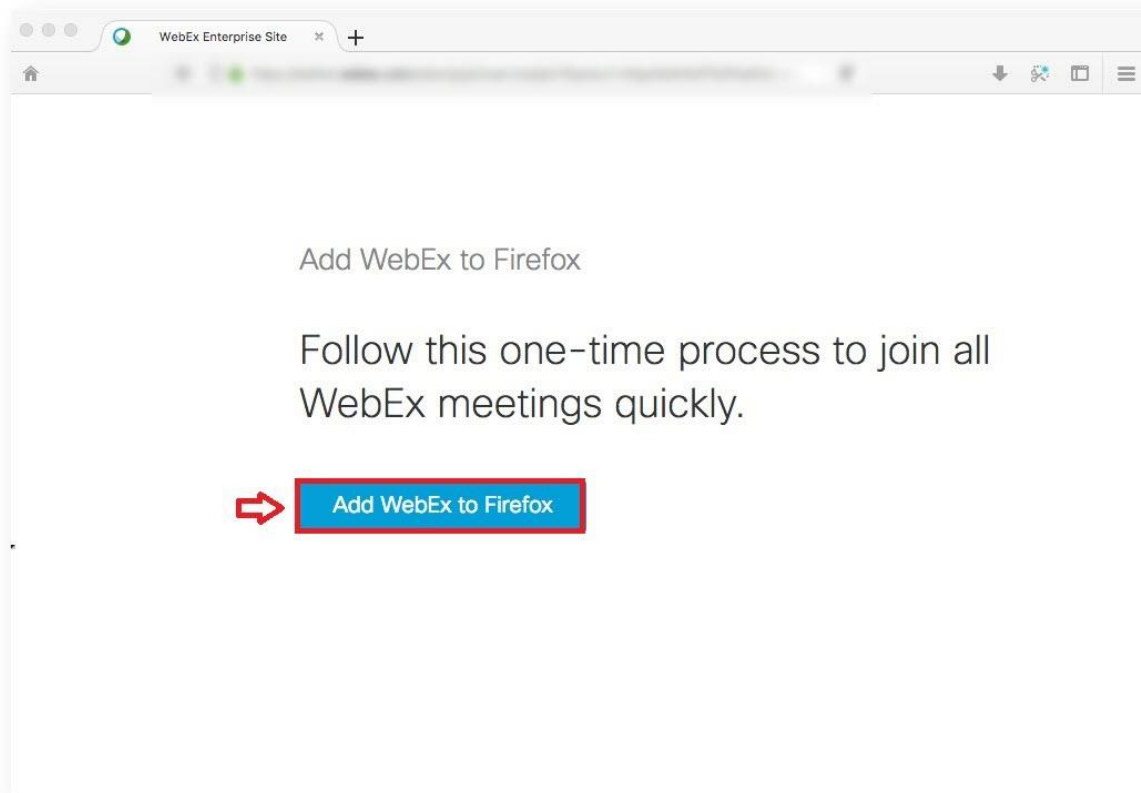 WebEx Enterprise Site
Add WebEx to Firefox
Follow this one-time process to join all
WebEx meetings quickly.
Add WebEx to Firefox